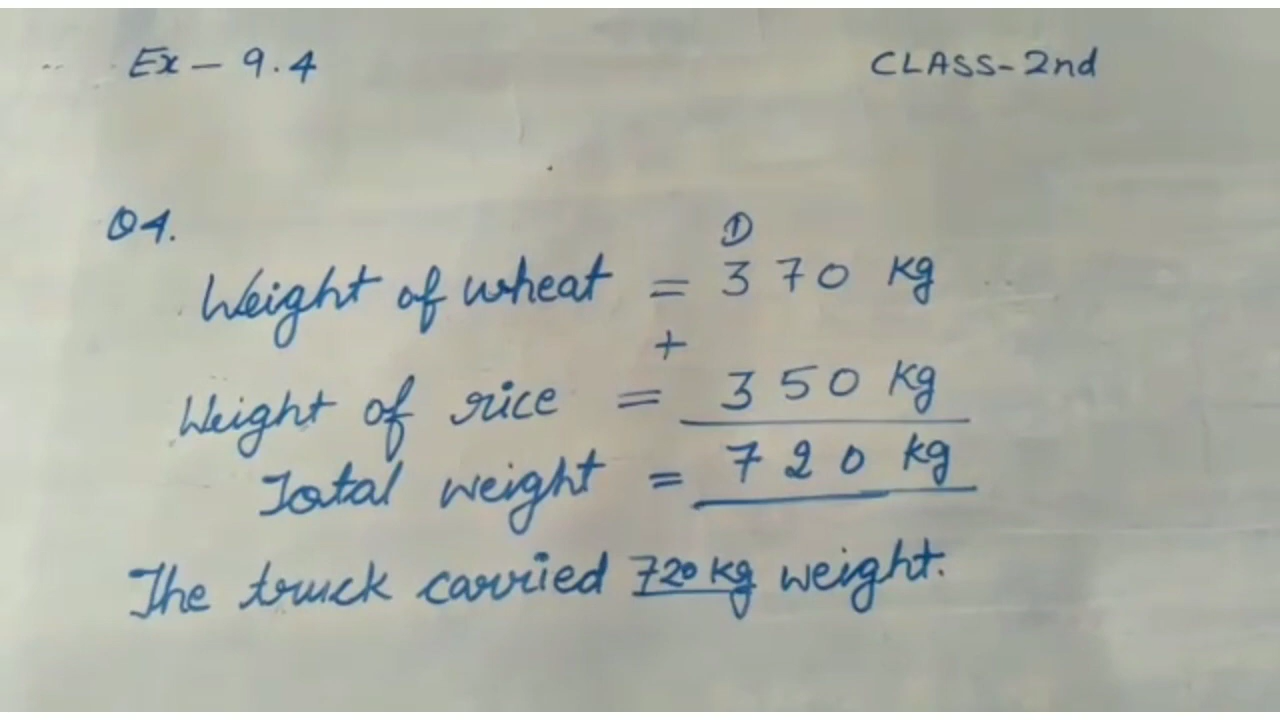 Ex - 9.4 CLASS-2nd
Q4.
1
Weight of wheat = 370 kg
+
Weight of rice = 350 kg
Total weight = 720 kg
The truck carried 720 kg weight.